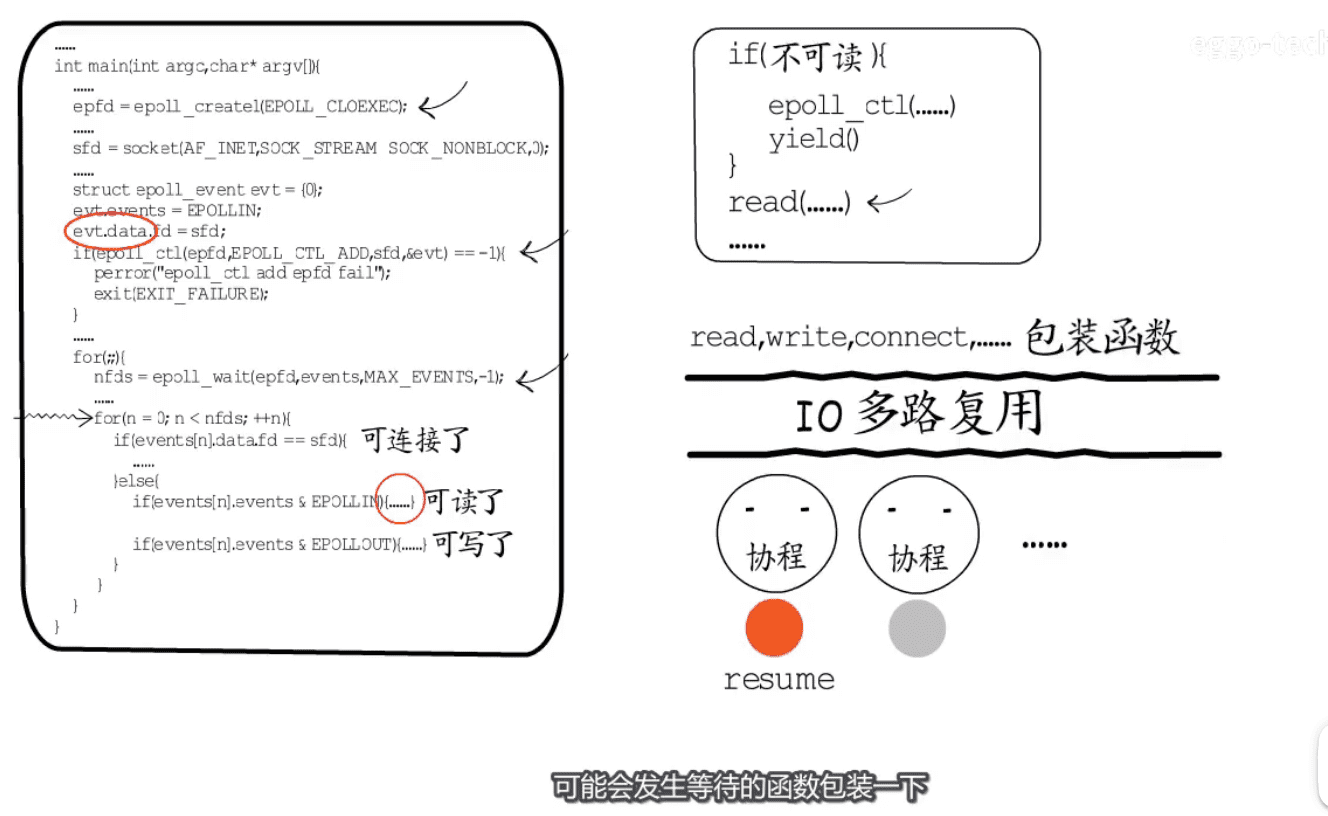 ......
int main(int argc,char* argv[]){
......
epfd = epoll_create1(EPOLL_CLOEXEC);
......
sfd = socket(AF_INET,SOCK_STREAM SOCK_NONBLOCK,0);
......
struct epoll_event evt = {0};
evt.events = EPOLLIN;
evt.data.fd = sfd;
if(epoll_ctl(epfd,EPOLL_CTL_ADD,sfd,&evt) == -1){
perror("epoll_ctl add epfd fail");
exit(EXIT_FAILURE);
}
......
for(;;){
nfds = epoll_wait(epfd,events,MAX_EVENTS,-1);
......
for(n = 0; n < nfds; ++n){
if(events[n].data.fd == sfd){ 可连接了
......
}else{
if(events[n].events & EPOLLIN){......} 可读了
if(events[n].events & EPOLLOUT){......} 可写了
}
}
}
}
eggo-tech
if(不可读){
epoll_ctl(......)
yield()
}
read(......)
......
read,write,connect,...... 包装函数
IO 多路复用
协程 协程 ......
resume
可能会发生等待的函数包装一下